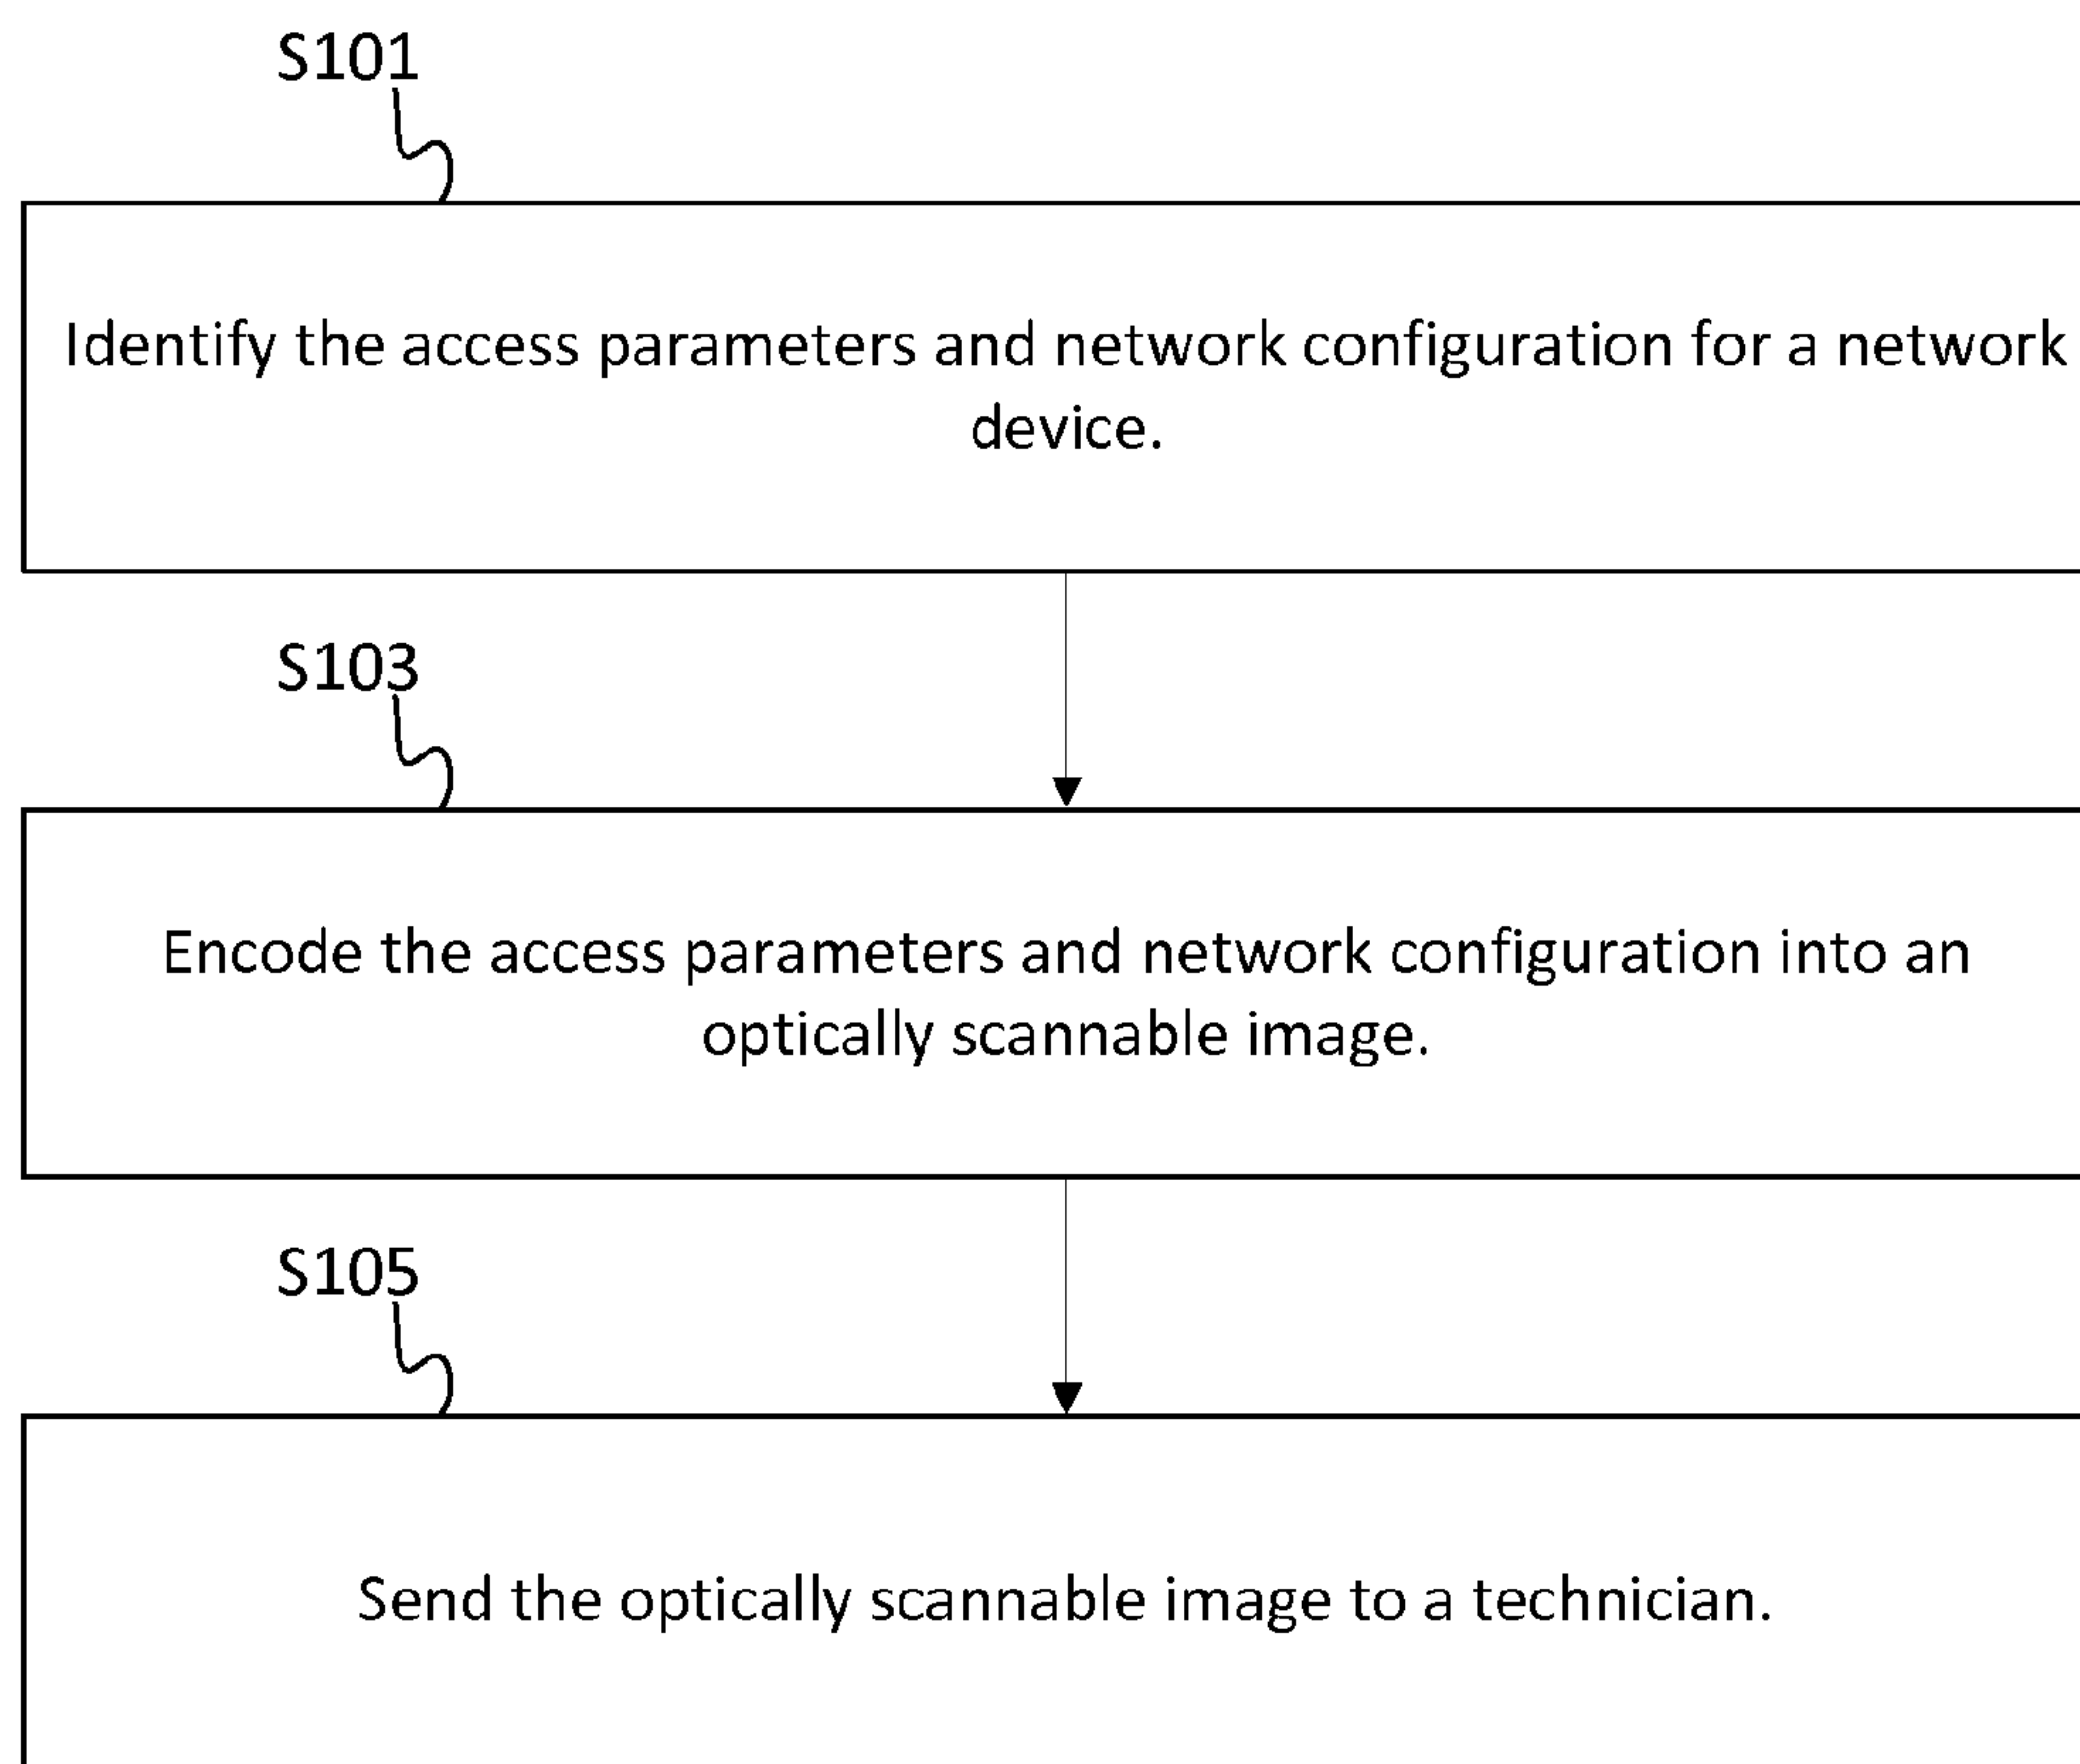 S101
Identify the access parameters and network configuration for a network
device.
S103
Encode the access parameters and network configuration into an
optically scannable image.
S105
Send the optically scannable image to a technician.